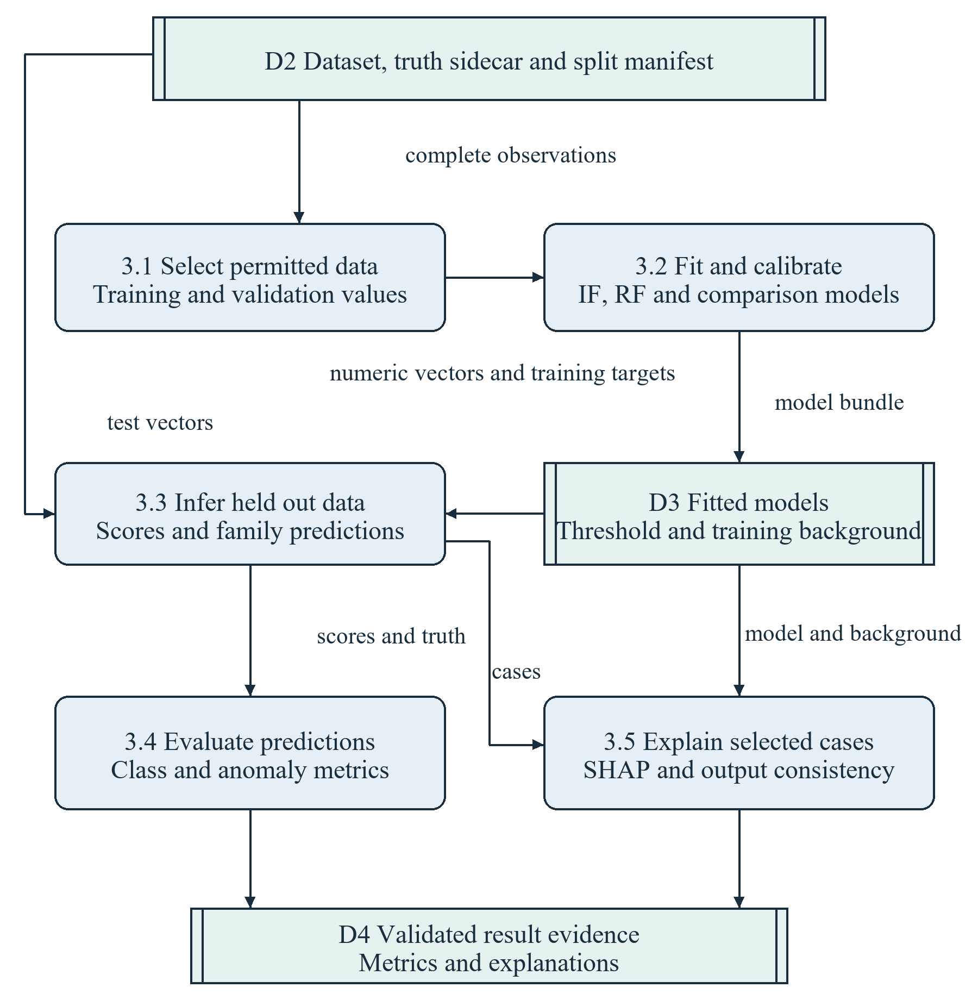 D2 Dataset, truth sidecar and split manifest
complete observations
3.1 Select permitted data
Training and validation values
3.2 Fit and calibrate
IF, RF and comparison models
numeric vectors and training targets
model bundle
test vectors
3.3 Infer held out data
Scores and family predictions
D3 Fitted models
Threshold and training background
scores and truth
model and background
cases
3.4 Evaluate predictions
Class and anomaly metrics
3.5 Explain selected cases
SHAP and output consistency
D4 Validated result evidence
Metrics and explanations